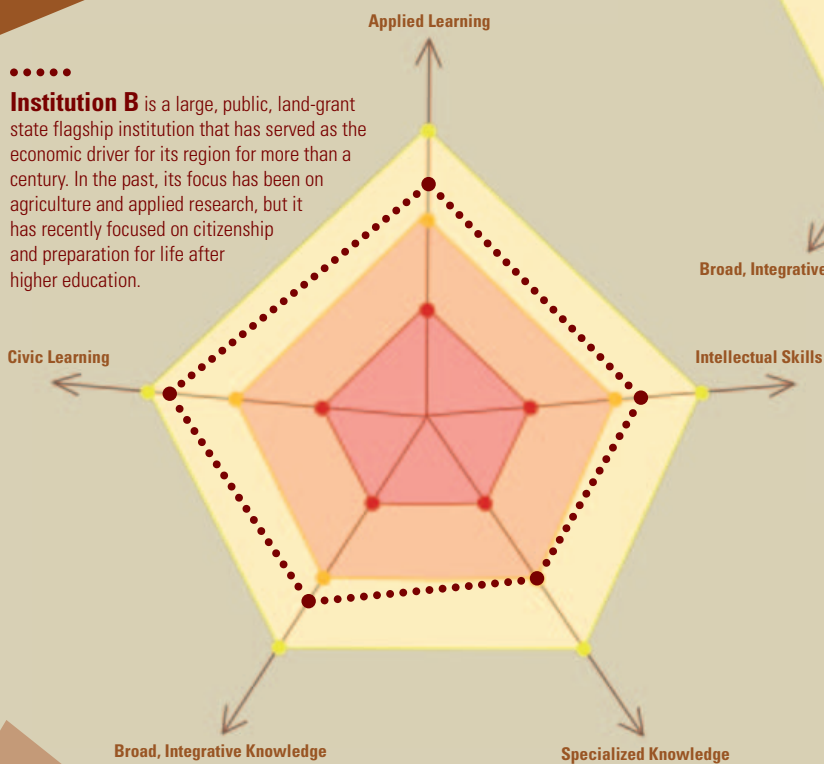 Applied Learning
Institution B is a large, public, land-grant
state flagship institution that has served as the
economic driver for its region for more than a
century. In the past, its focus has been on
agriculture and applied research, but it
has recently focused on citizenship
and preparation for life after
higher education.
Broad, Integrative
Civic Learning
Intellectual Skills
Broad, Integrative Knowledge
Specialized Knowledge